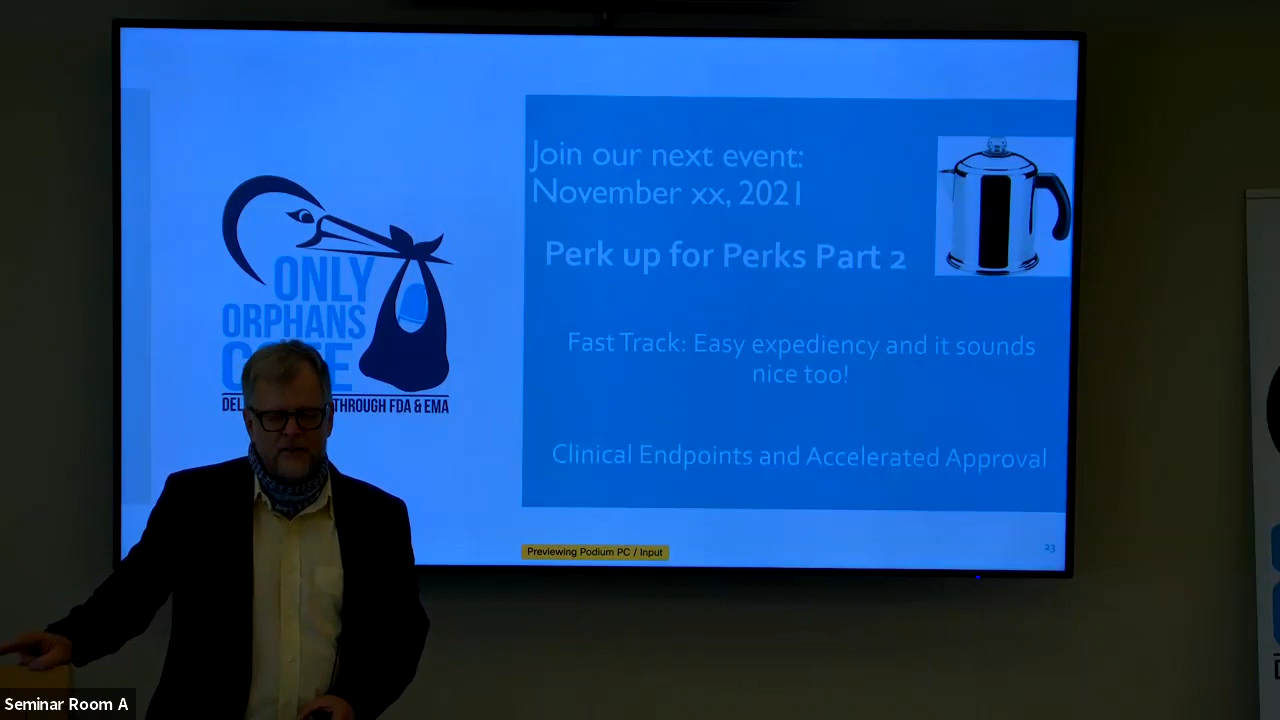 Join our next event:
November xx, 2021
Perk up for Perks Part 2
Fast Track: Easy expediency and it sounds
nice too!
Clinical Endpoints and Accelerated Approval
ONLY
ORPHANS
THROUGH FDA & EMA
Previewing Podium PC / Input
23
Seminar Room A